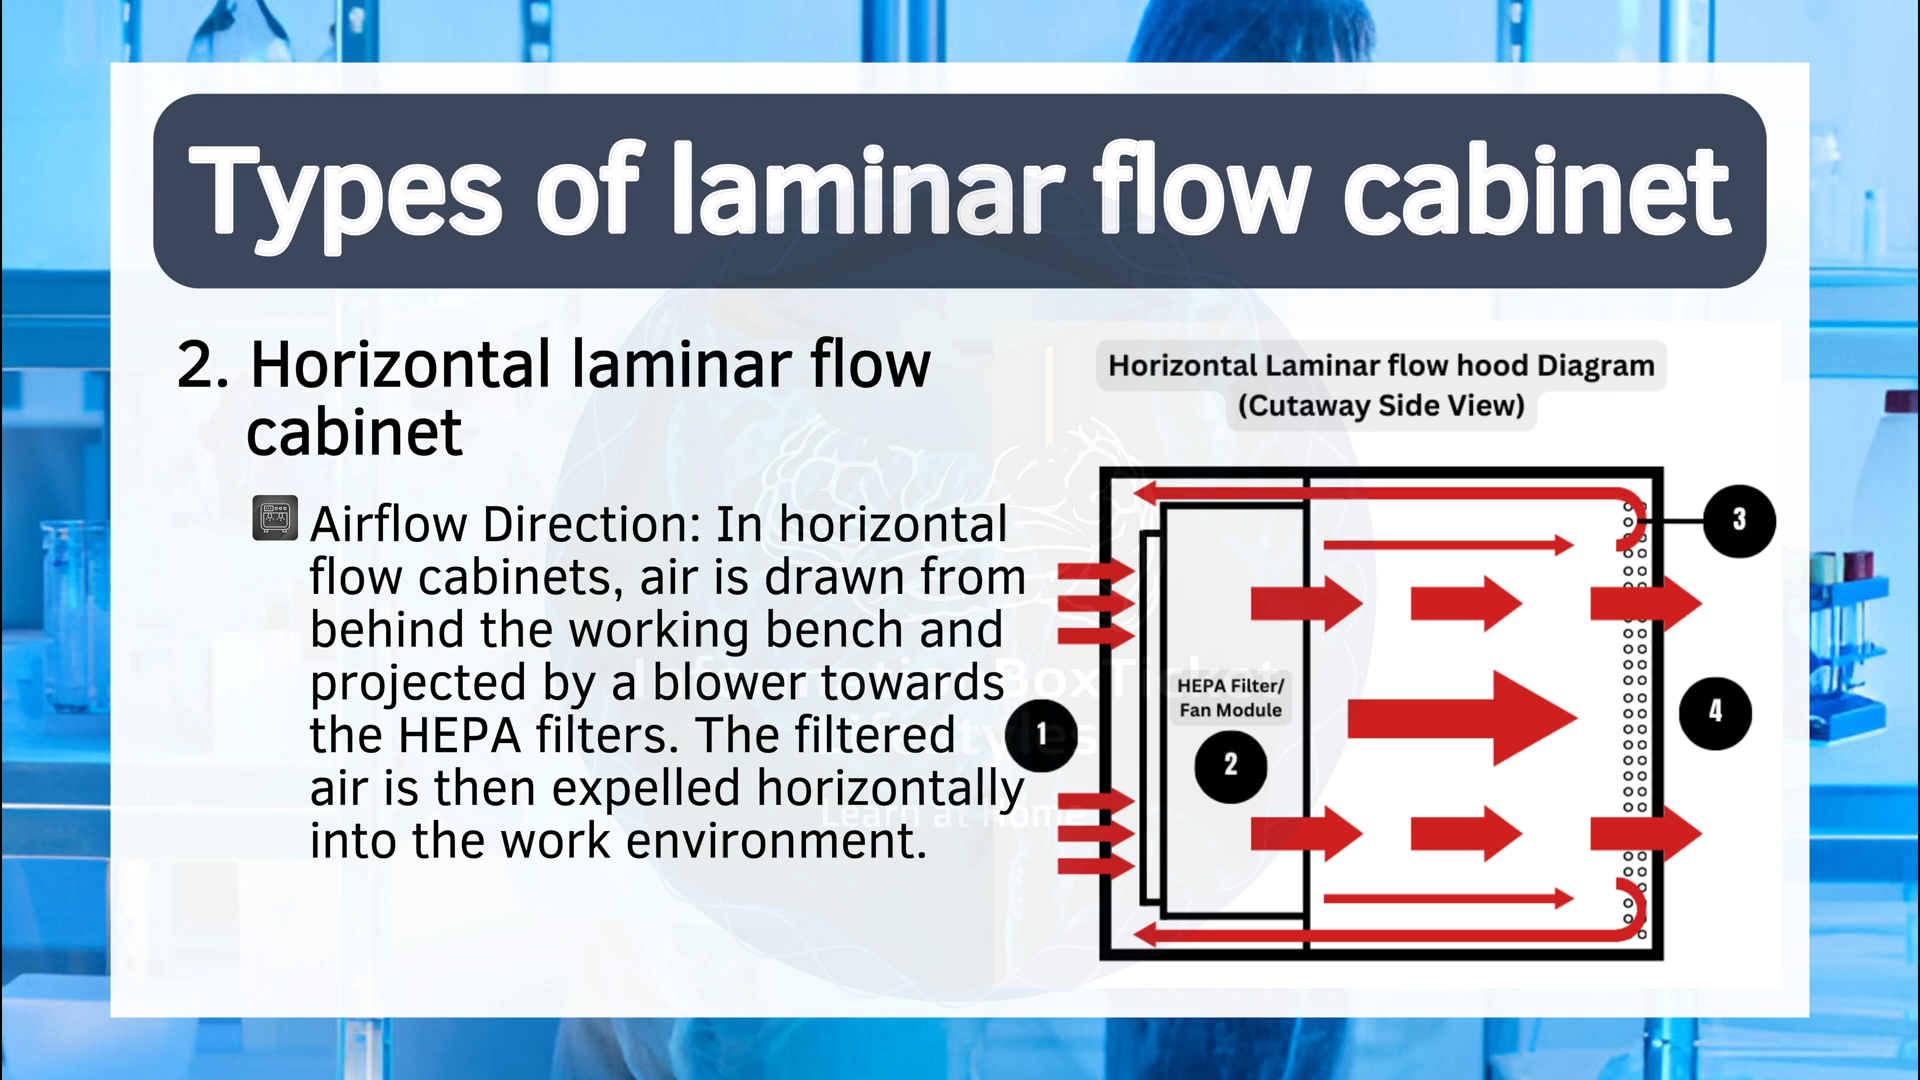 Types of laminar flow cabinet
2. Horizontal laminar flow
cabinet
Airflow Direction: In horizontal
flow cabinets, air is drawn from
behind the working bench and
projected by a blower towards
the HEPA filters. The filtered
air is then expelled horizontally
into the work environment.
Horizontal Laminar flow hood Diagram
(Cutaway Side View)
3
HEPA Filter/
Fan Module
1
2
4
Learn at Home